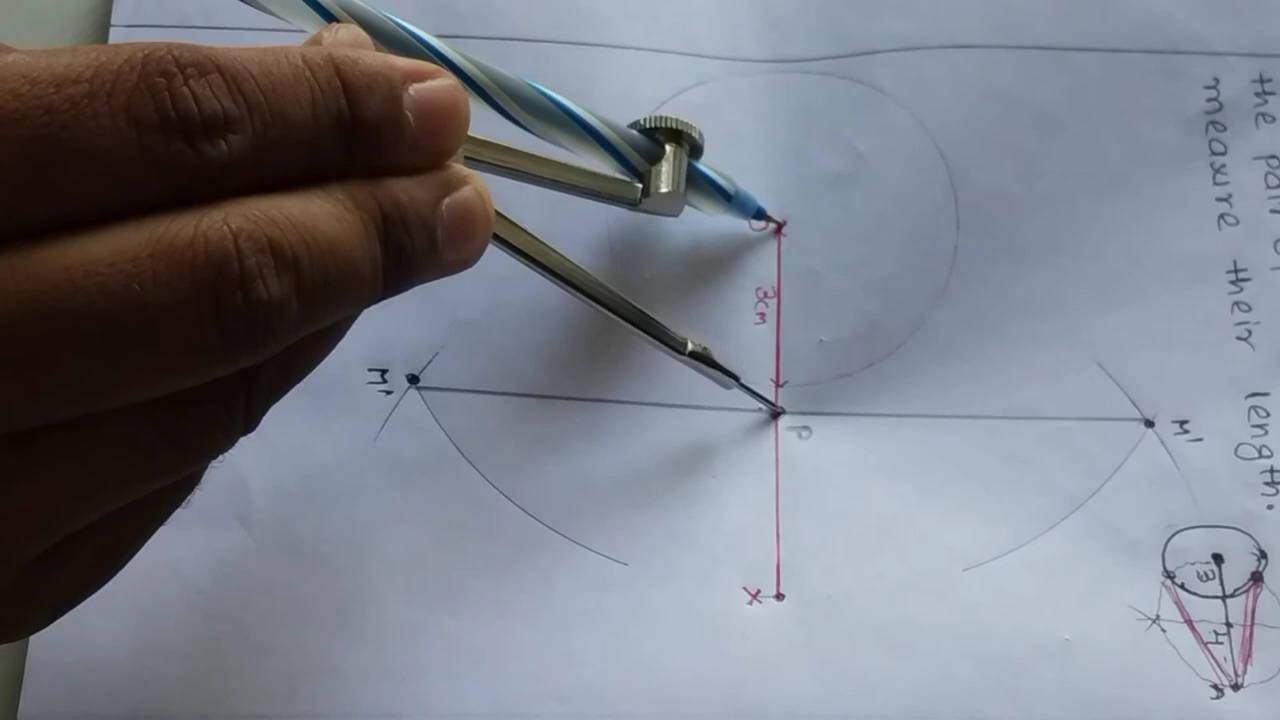 the pair of
measure their length.
O
3cm
M"
P
M'
X
3
4
A